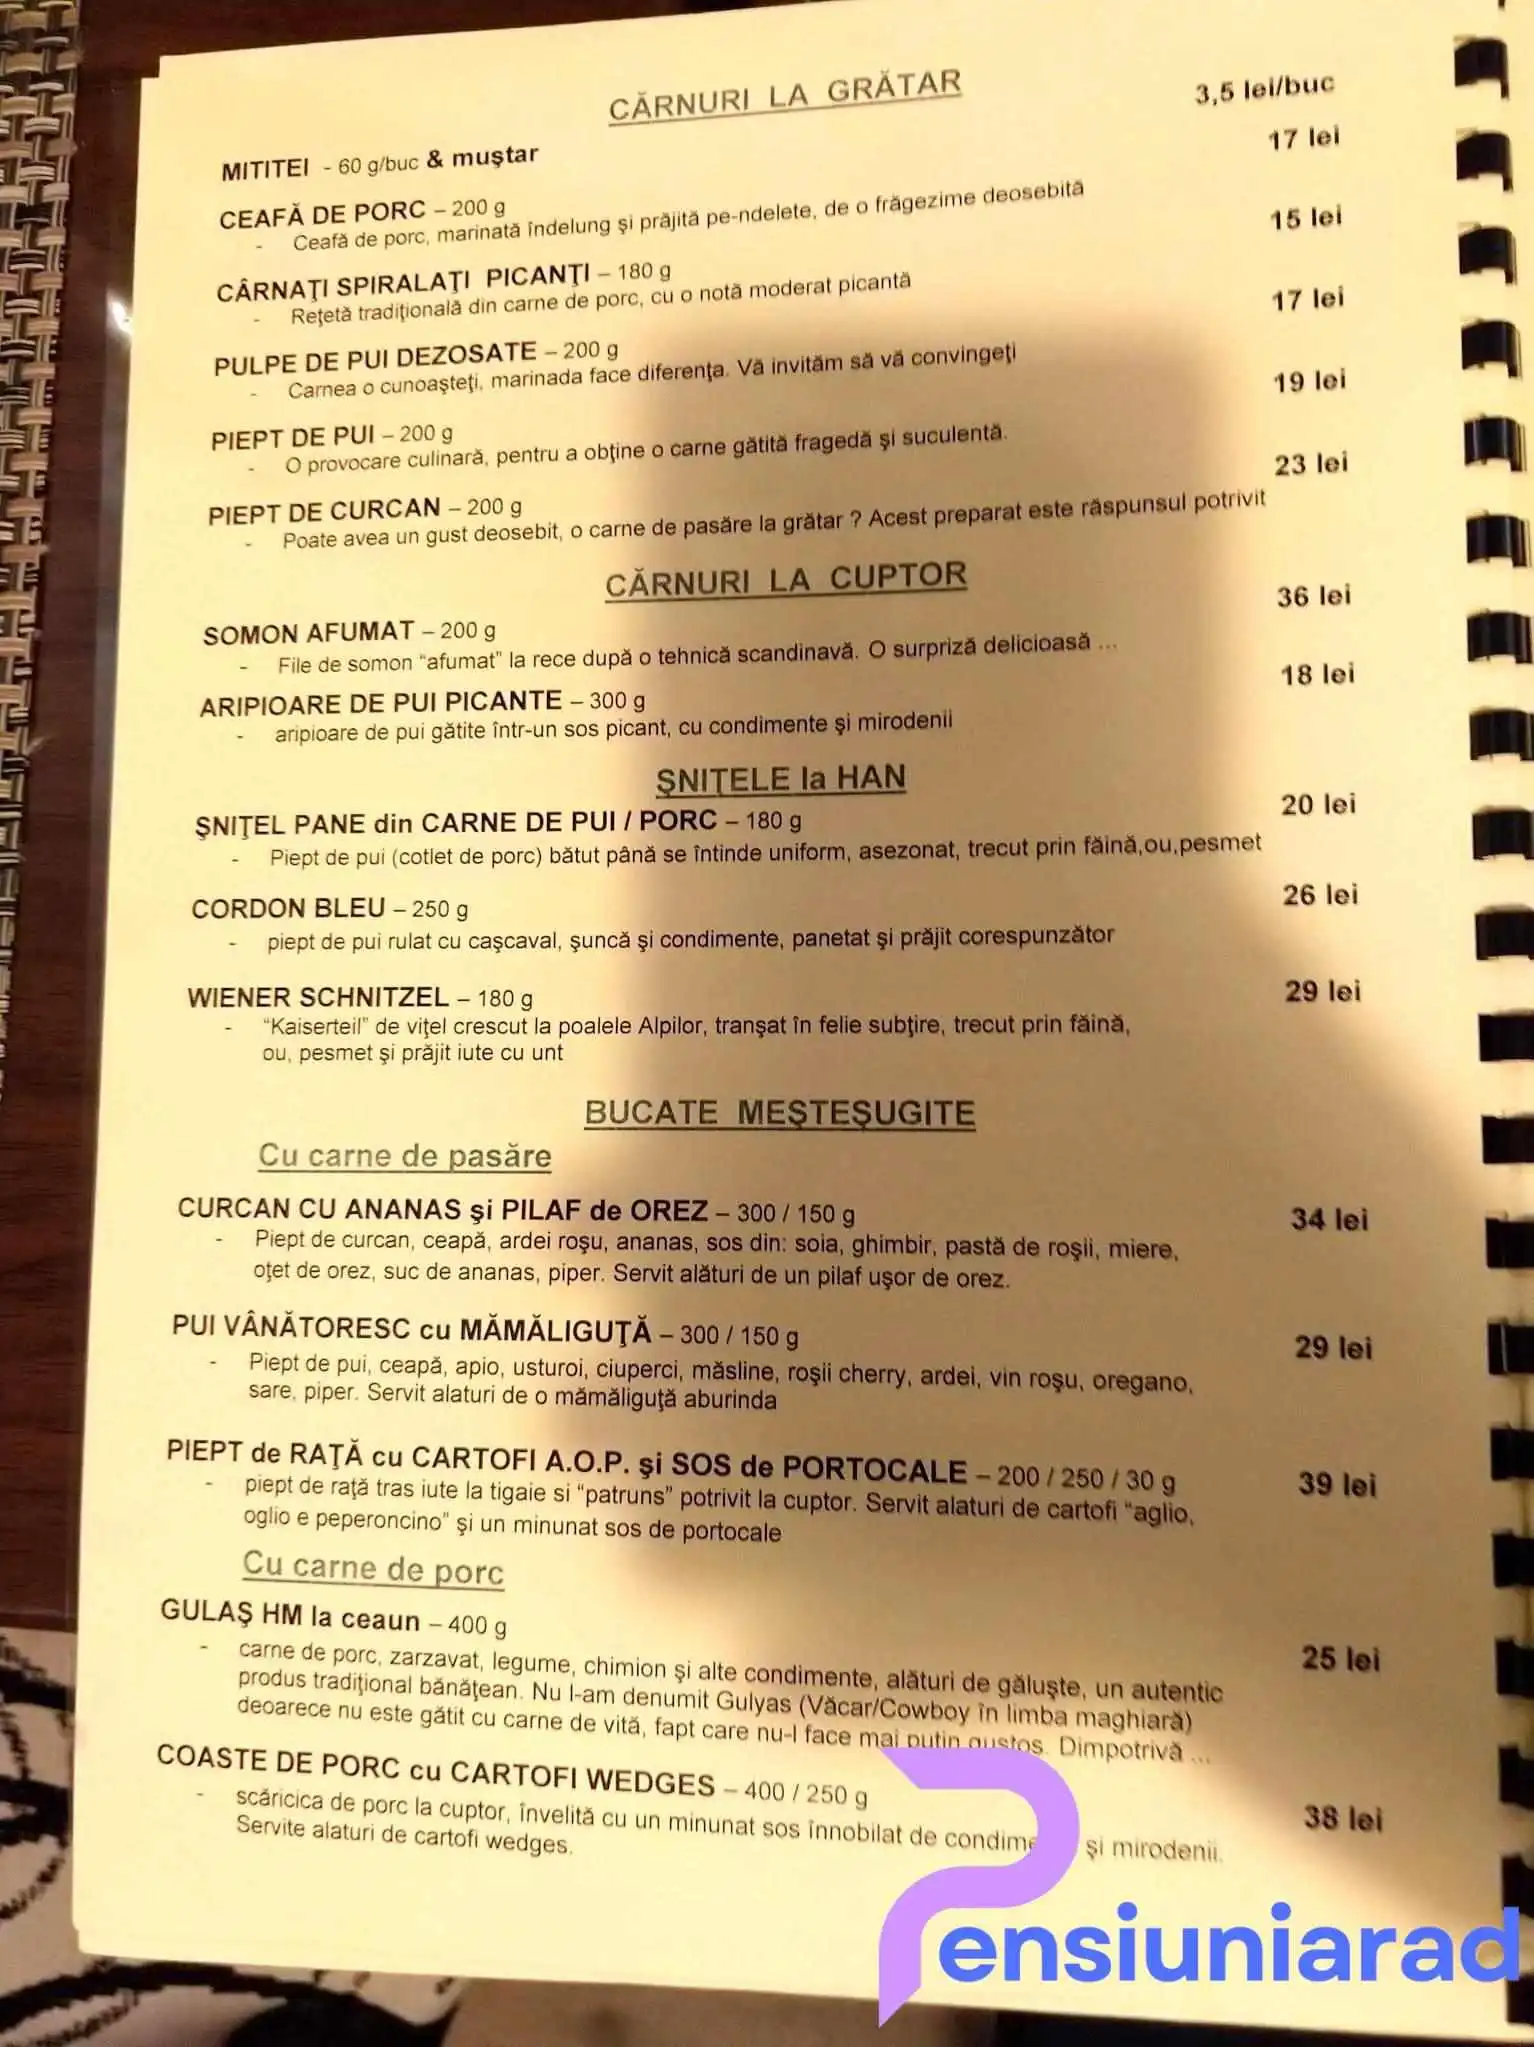 CĂRNURI LA GRĂTAR
MITITEI - 60 g/buc & muştar 3,5 lei/buc
CEAFĂ DE PORC – 200 g 17 lei
- Ceafă de porc, marinată îndelung şi prăjită pe-ndelete, de o frăgezime deosebită
CÂRNAŢI SPIRALAŢI PICANŢI – 180 g 15 lei
- Reţetă tradiţională din carne de porc, cu o notă moderat picantă
PULPE DE PUI DEZOSATE – 200 g 17 lei
- Carnea o cunoaşteţi, marinada face diferenţa. Vă invităm să vă convingeţi
PIEPT DE PUI – 200 g 19 lei
- O provocare culinară, pentru a obţine o carne gătită fragedă şi suculentă.
PIEPT DE CURCAN – 200 g 23 lei
- Poate avea un gust deosebit, o carne de pasăre la grătar ? Acest preparat este răspunsul potrivit
CĂRNURI LA CUPTOR
SOMON AFUMAT – 200 g 36 lei
- File de somon “afumat” la rece după o tehnică scandinavă. O surpriză delicioasă ...
ARIPIOARE DE PUI PICANTE – 300 g 18 lei
- aripioare de pui gătite într-un sos picant, cu condimente şi mirodenii
ŞNIŢELE la HAN
ŞNIŢEL PANE din CARNE DE PUI / PORC – 180 g 20 lei
- Piept de pui (cotlet de porc) bătut până se întinde uniform, asezonat, trecut prin făină,ou,pesmet
CORDON BLEU – 250 g 26 lei
- piept de pui rulat cu caşcaval, şuncă şi condimente, panetat şi prăjit corespunzător
WIENER SCHNITZEL – 180 g 29 lei
- “Kaiserteil” de viţel crescut la poalele Alpilor, tranşat în felie subţire, trecut prin făină,
ou, pesmet şi prăjit iute cu unt
BUCATE MEŞTEŞUGITE
Cu carne de pasăre
CURCAN CU ANANAS şi PILAF de OREZ – 300 / 150 g 34 lei
- Piept de curcan, ceapă, ardei roşu, ananas, sos din: soia, ghimbir, pastă de roşii, miere,
oţet de orez, suc de ananas, piper. Servit alături de un pilaf uşor de orez.
PUI VÂNĂTORESC cu MĂMĂLIGUŢĂ – 300 / 150 g 29 lei
- Piept de pui, ceapă, apio, usturoi, ciuperci, măsline, roşii cherry, ardei, vin roşu, oregano,
sare, piper. Servit alaturi de o mămăliguţă aburinda
PIEPT de RAŢĂ cu CARTOFI A.O.P. şi SOS de PORTOCALE – 200 / 250 / 30 g 39 lei
- piept de raţă tras iute la tigaie si “patruns” potrivit la cuptor. Servit alaturi de cartofi “aglio,
oglio e peperoncino” şi un minunat sos de portocale
Cu carne de porc
GULAŞ HM la ceaun – 400 g 25 lei
- carne de porc, zarzavat, legume, chimion şi alte condimente, alături de găluşte, un autentic
produs tradiţional bănăţean. Nu l-am denumit Gulyas (Văcar/Cowboy în limba maghiară)
deoarece nu este gătit cu carne de vită, fapt care nu-l face mai puţin gustos. Dimpotrivă ...
COASTE DE PORC cu CARTOFI WEDGES – 400 / 250 g 38 lei
- scăricica de porc la cuptor, învelită cu un minunat sos înnobilat de şi mirodenii.
Servite alaturi de cartofi wedges.
Pensiuniarad